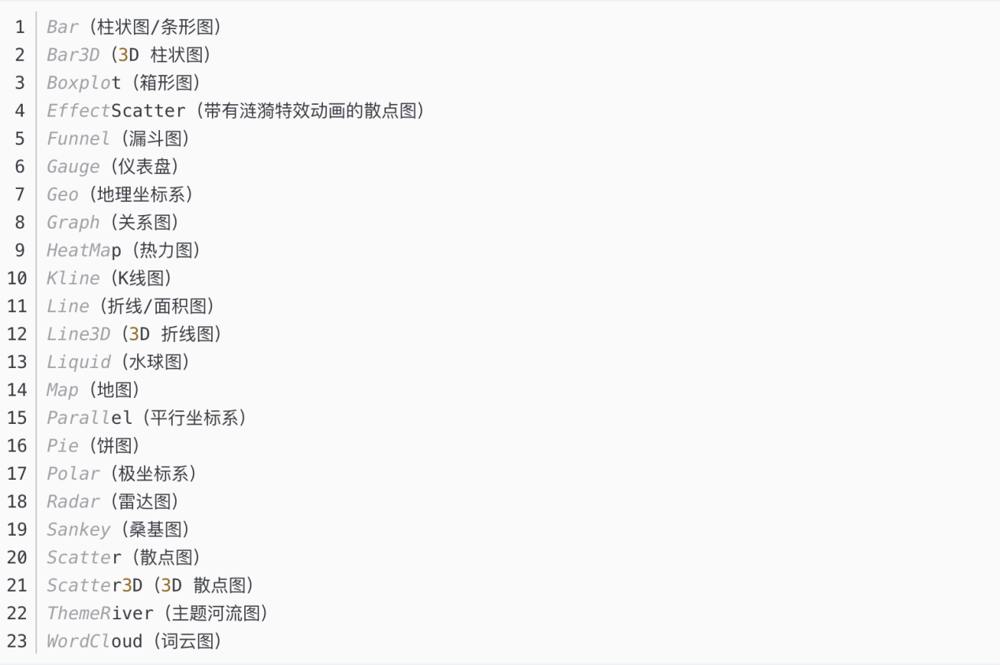 1 Bar（柱状图/条形图）
2 Bar3D（3D 柱状图）
3 Boxplot（箱形图）
4 EffectScatter（带有涟漪特效动画的散点图）
5 Funnel（漏斗图）
6 Gauge（仪表盘）
7 Geo（地理坐标系）
8 Graph（关系图）
9 HeatMap（热力图）
10 Kline（K线图）
11 Line（折线/面积图）
12 Line3D（3D 折线图）
13 Liquid（水球图）
14 Map（地图）
15 Parallel（平行坐标系）
16 Pie（饼图）
17 Polar（极坐标系）
18 Radar（雷达图）
19 Sankey（桑基图）
20 Scatter（散点图）
21 Scatter3D（3D 散点图）
22 ThemeRiver（主题河流图）
23 WordCloud（词云图）